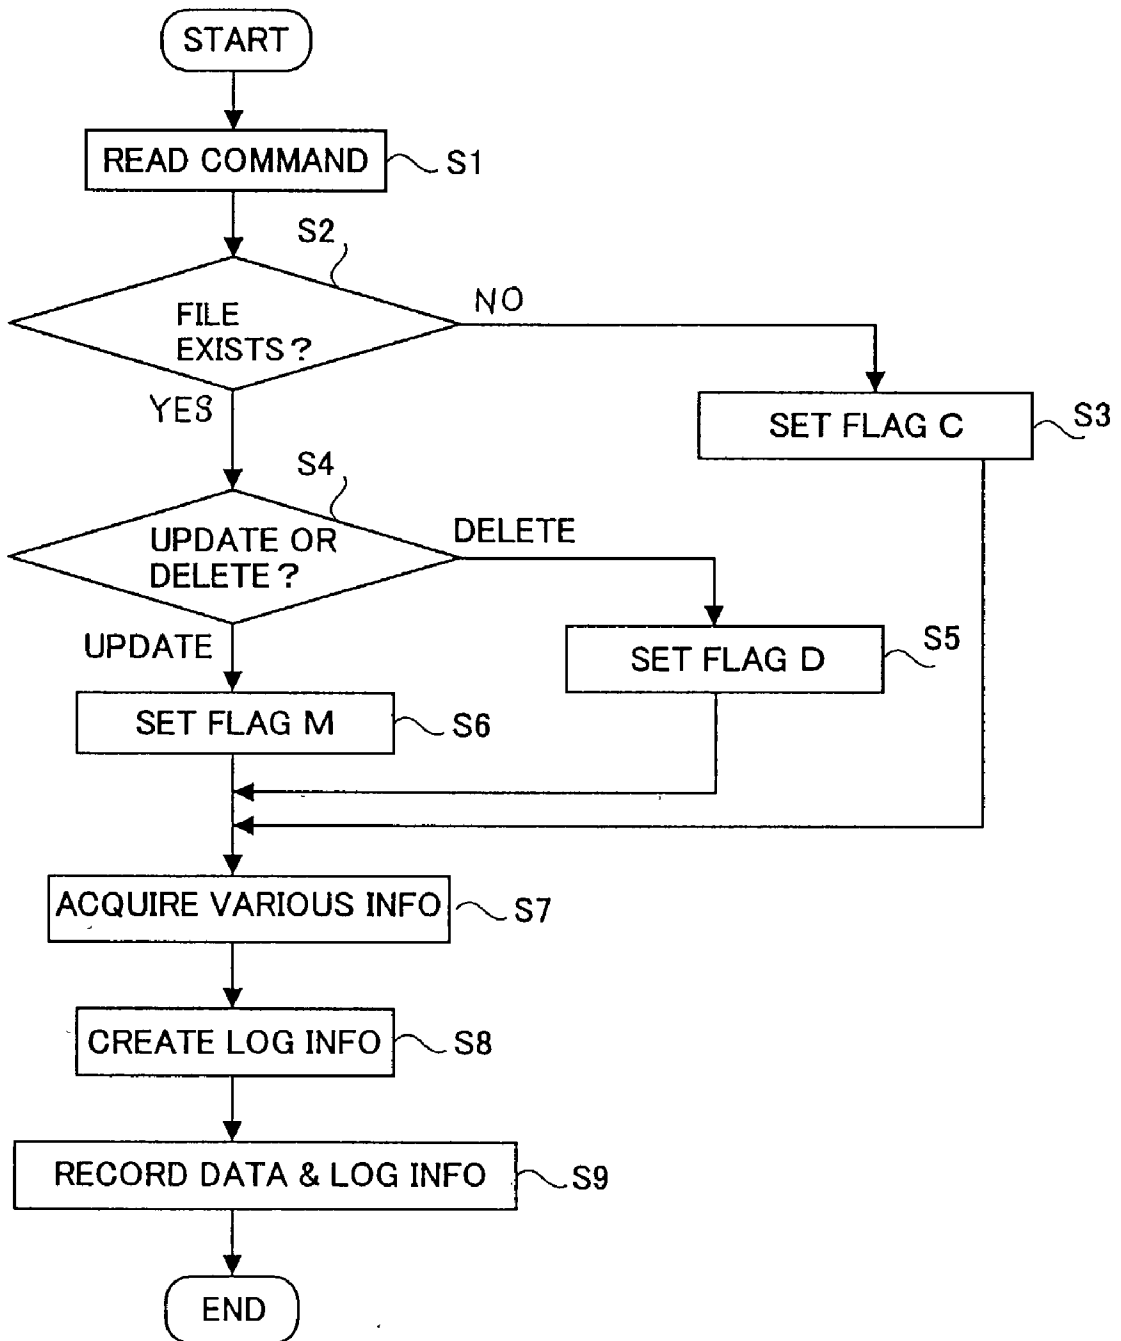 START
READ COMMAND
S1
S2
FILE
EXISTS?
NO
YES
SET FLAG C
S3
S4
UPDATE OR
DELETE?
DELETE
UPDATE
SET FLAG D
S5
SET FLAG M
S6
ACQUIRE VARIOUS INFO
S7
CREATE LOG INFO
S8
RECORD DATA & LOG INFO
S9
END